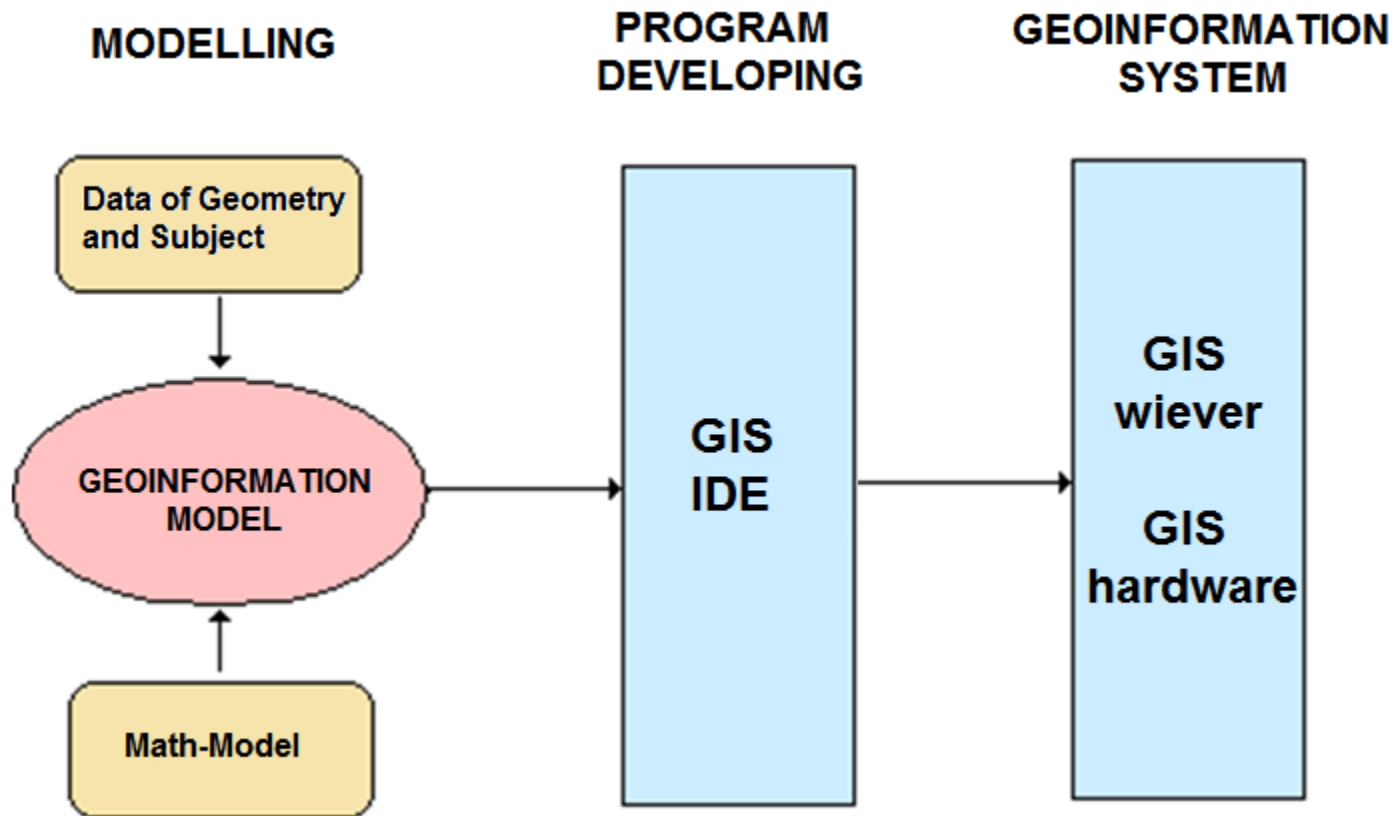 MODELLING
PROGRAM
DEVELOPING
GEOINFORMATION
SYSTEM
Data of Geometry
and Subject
GEOINFORMATION
MODEL
Math-Model
GIS
IDE
GIS
wiever
GIS
hardware